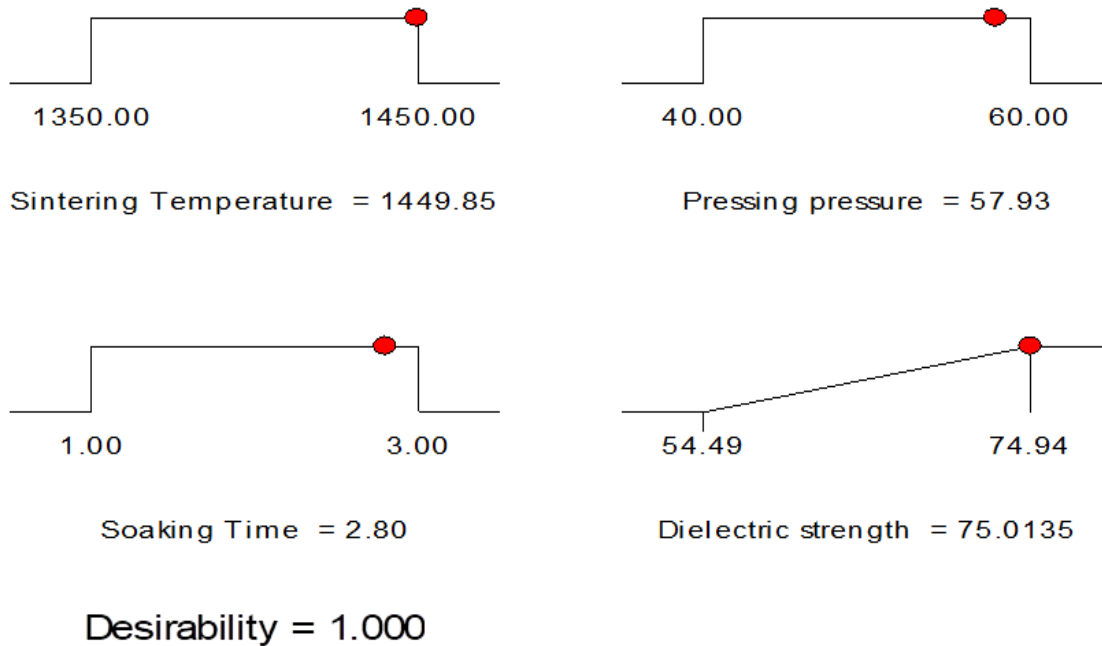 1350.00 1450.00 40.00 60.00
Sintering Temperature = 1449.85 Pressing pressure = 57.93
1.00 3.00 54.49 74.94
Soaking Time = 2.80 Dielectric strength = 75.0135
Desirability = 1.000